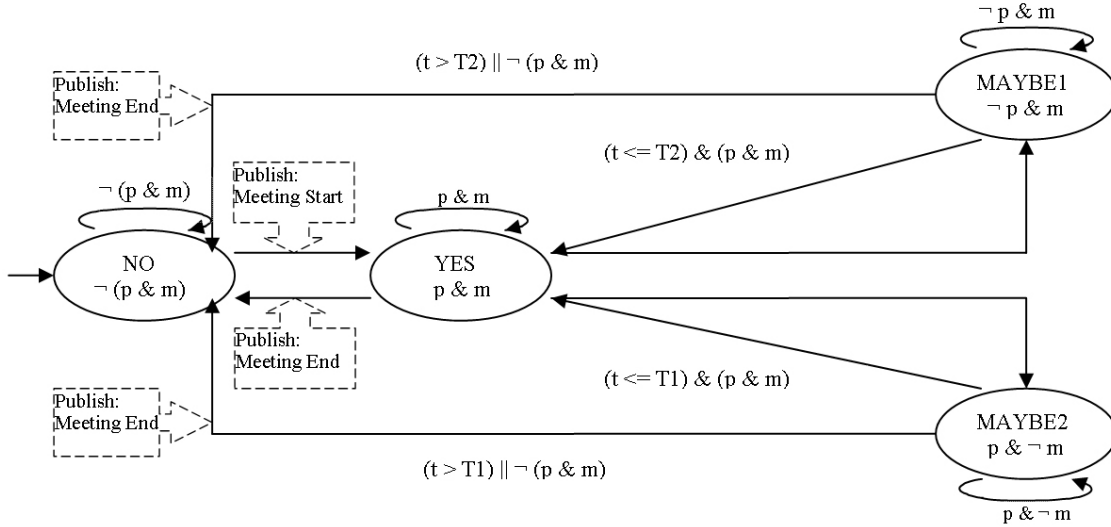 ¬ p & m
(t > T2) || ¬ (p & m)
Publish:
Meeting End
MAYBE1
¬ p & m
(t <= T2) & (p & m)
Publish:
Meeting Start
¬ (p & m)
p & m
NO
¬ (p & m)
YES
p & m
Publish:
Meeting End
(t <= T1) & (p & m)
Publish:
Meeting End
MAYBE2
p & ¬ m
(t > T1) || ¬ (p & m)
p & ¬ m